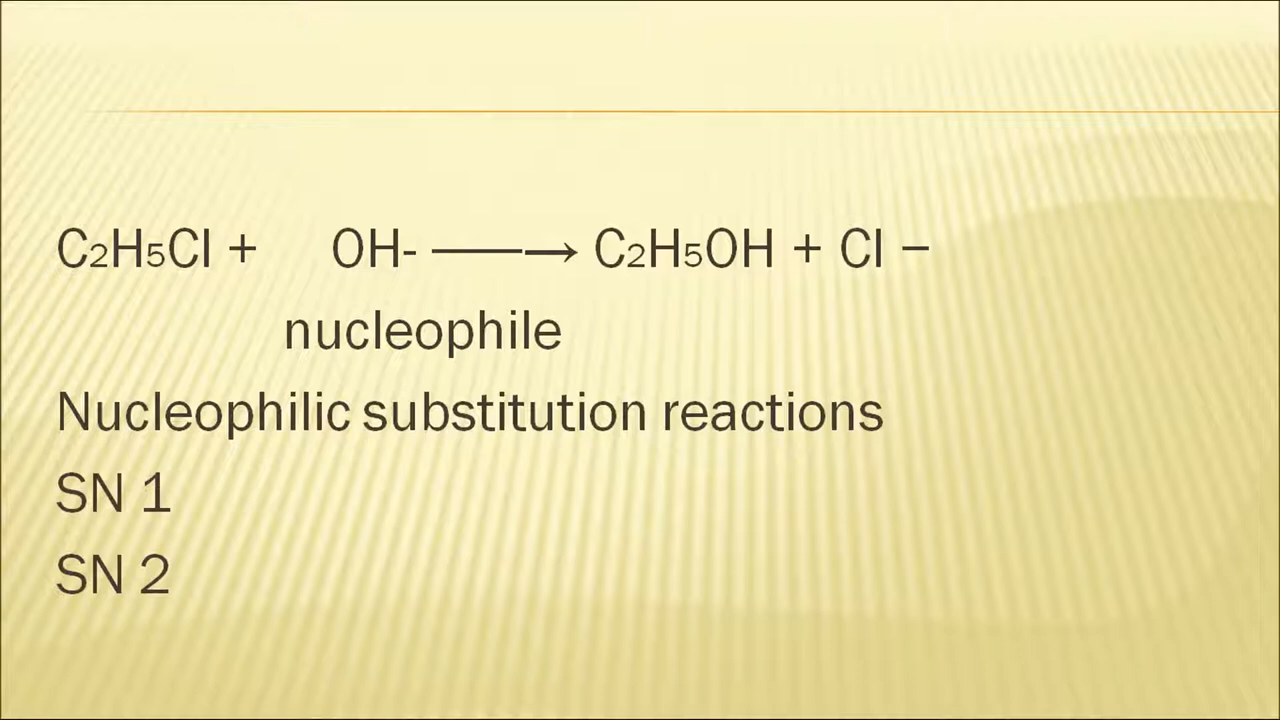 C₂H₅Cl + OH- ——→ C₂H₅OH + Cl −
nucleophile
Nucleophilic substitution reactions
SN 1
SN 2